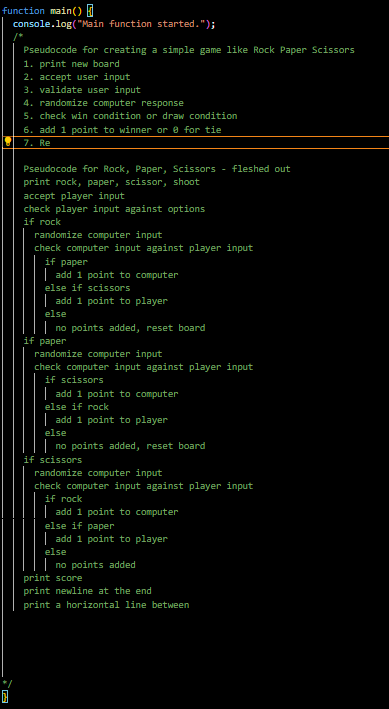 function main() {
console.log("Main function started.");
/*
Pseudocode for creating a simple game like Rock Paper Scissors
1. print new board
2. accept user input
3. validate user input
4. randomize computer response
5. check win condition or draw condition
6. add 1 point to winner or 0 for tie
7. Re
Pseudocode for Rock, Paper, Scissors - fleshed out
print rock, paper, scissor, shoot
accept player input
check player input against options
if rock
randomize computer input
check computer input against player input
if paper
add 1 point to computer
else if scissors
add 1 point to player
else
no points added, reset board
if paper
randomize computer input
check computer input against player input
if scissors
add 1 point to computer
else if rock
add 1 point to player
else
no points added, reset board
if scissors
randomize computer input
check computer input against player input
if rock
add 1 point to computer
else if paper
add 1 point to player
else
no points added
print score
print newline at the end
print a horizontal line between
*/
}